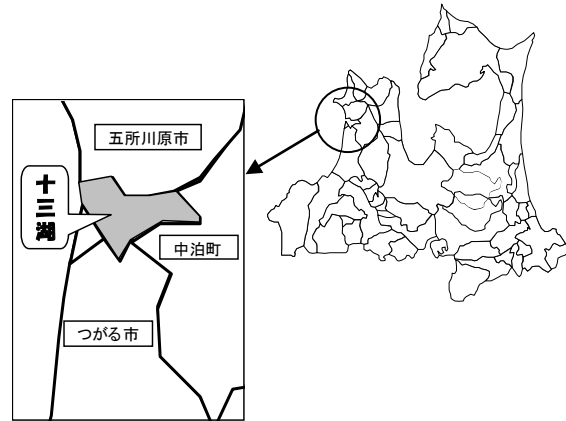 五所川原市
十三湖
中泊町
つがる市